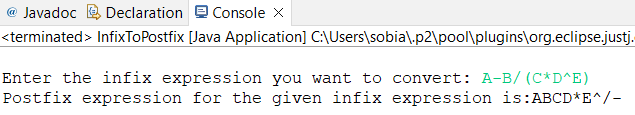 Javadoc Declaration Console
<terminated> InfixToPostfix [Java Application] C:\Users\sobia\.p2\pool\plugins\org.eclipse.justj.
Enter the infix expression you want to convert: A-B/(C*D^E)
Postfix expression for the given infix expression is:ABCD*E^/-